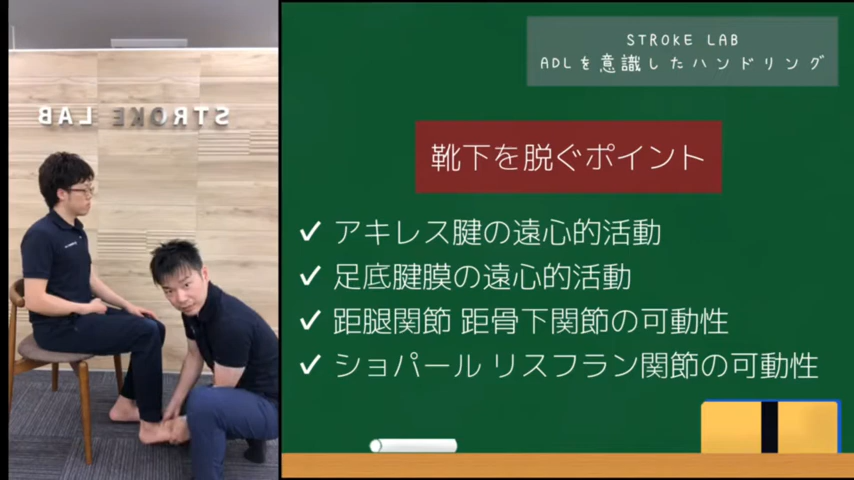 STROKE LAB
STROKE LAB
ADLを意識したハンドリング
靴下を脱ぐポイント
✓ アキレス腱の遠心的活動
✓ 足底腱膜の遠心的活動
✓ 距腿関節 距骨下関節の可動性
✓ ショパール リスフラン関節の可動性